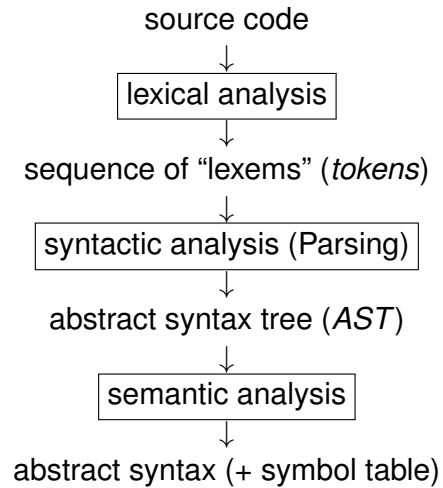 source code
lexical analysis
sequence of “lexems” (tokens)
syntactic analysis (Parsing)
abstract syntax tree (AST)
semantic analysis
abstract syntax (+ symbol table)